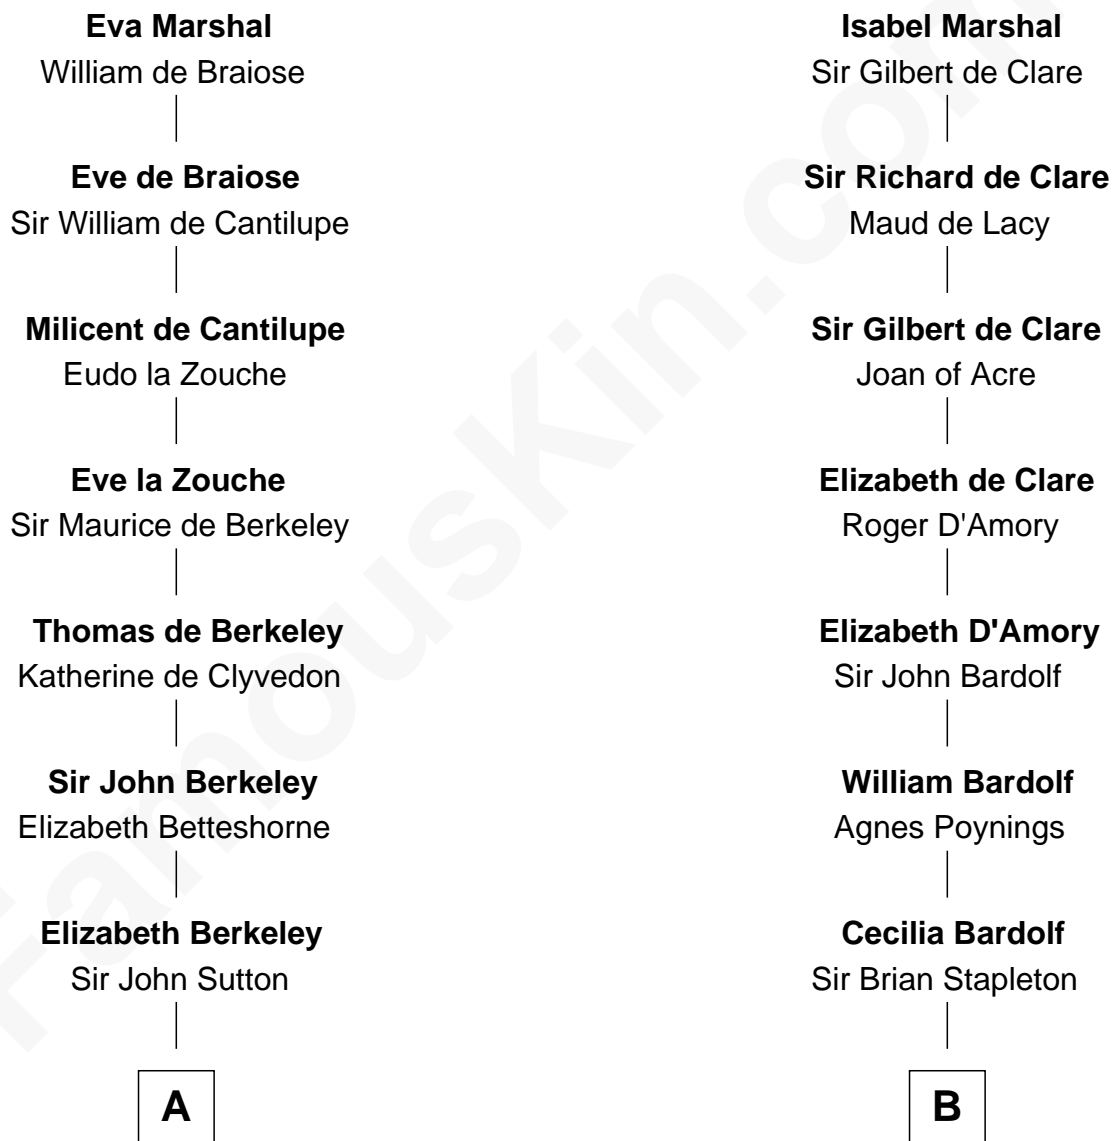 Eva Marshal
William de Braiose
Eve de Braiose
Sir William de Cantilupe
Milicent de Cantilupe
Eudo la Zouche
Eve la Zouche
Sir Maurice de Berkeley
Thomas de Berkeley
Katherine de Clyvedon
Sir John Berkeley
Elizabeth Betteshorne
Elizabeth Berkeley
Sir John Sutton
A
Isabel Marshal
Sir Gilbert de Clare
Sir Richard de Clare
Maud de Lacy
Sir Gilbert de Clare
Joan of Acre
Elizabeth de Clare
Roger D'Amory
Elizabeth D'Amory
Sir John Bardolf
William Bardolf
Agnes Poynings
Cecilia Bardolf
Sir Brian Stapleton
B
FamousKin.com